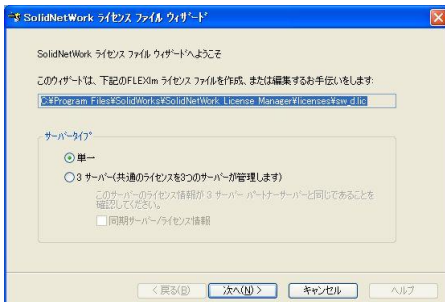 SolidNetWork ライセンス ファイル ウィザード
SolidNetWork ライセンス ファイル ウィザードへようこそ
このウィザードは、下記のFLEXlm ライセンス ファイルを作成、または編集するお手伝いをします:
C:¥Program Files¥SolidWorks¥SolidNetWork License Manager¥licenses¥sw_d.lic
サーバータイプ
単一
3 サーバー(共通のライセンスを3つのサーバーが管理します)
このサーバーのライセンス情報が 3 サーバー パートナーサーバーと同じであることを
確認してください。
同期サーバー/ライセンス情報
< 戻る(B)
次へ(N) >
キャンセル
ヘルプ